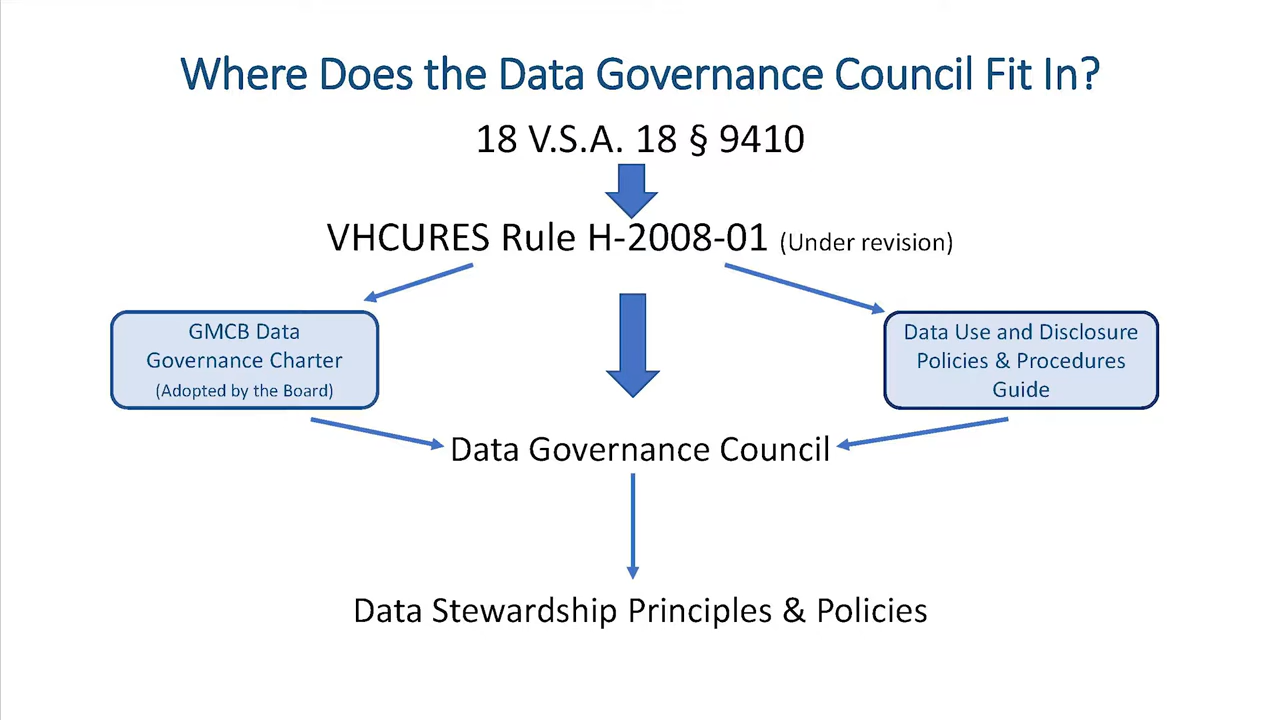 Where Does the Data Governance Council Fit In?
18 V.S.A. 18 § 9410
VHCURES Rule H-2008-01 (Under revision)
GMCB Data
Governance Charter
(Adopted by the Board)
Data Use and Disclosure
Policies & Procedures
Guide
Data Governance Council
Data Stewardship Principles & Policies